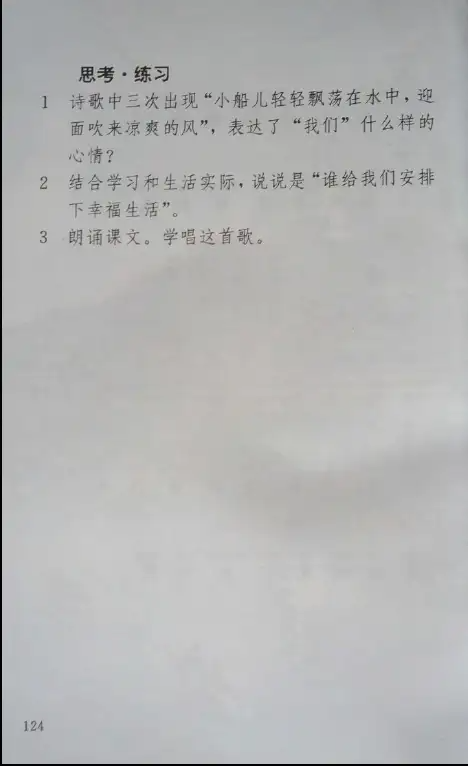 思考·练习
1 诗歌中三次出现“小船儿轻轻飘荡在水中，迎
面吹来凉爽的风”，表达了“我们”什么样的
心情？
2 结合学习和生活实际，说说是“谁给我们安排
下幸福生活”。
3 朗诵课文。学唱这首歌。
124